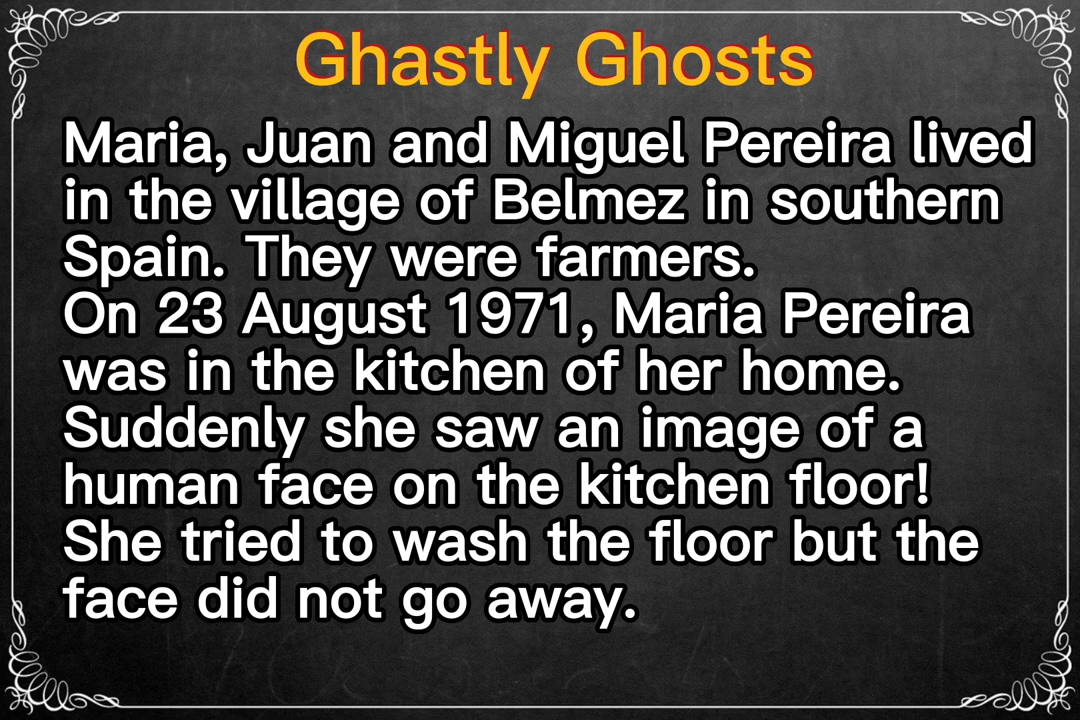 Ghastly Ghosts
Maria, Juan and Miguel Pereira lived
in the village of Belmez in southern
Spain. They were farmers.
On 23 August 1971, Maria Pereira
was in the kitchen of her home.
Suddenly she saw an image of a
human face on the kitchen floor!
She tried to wash the floor but the
face did not go away.